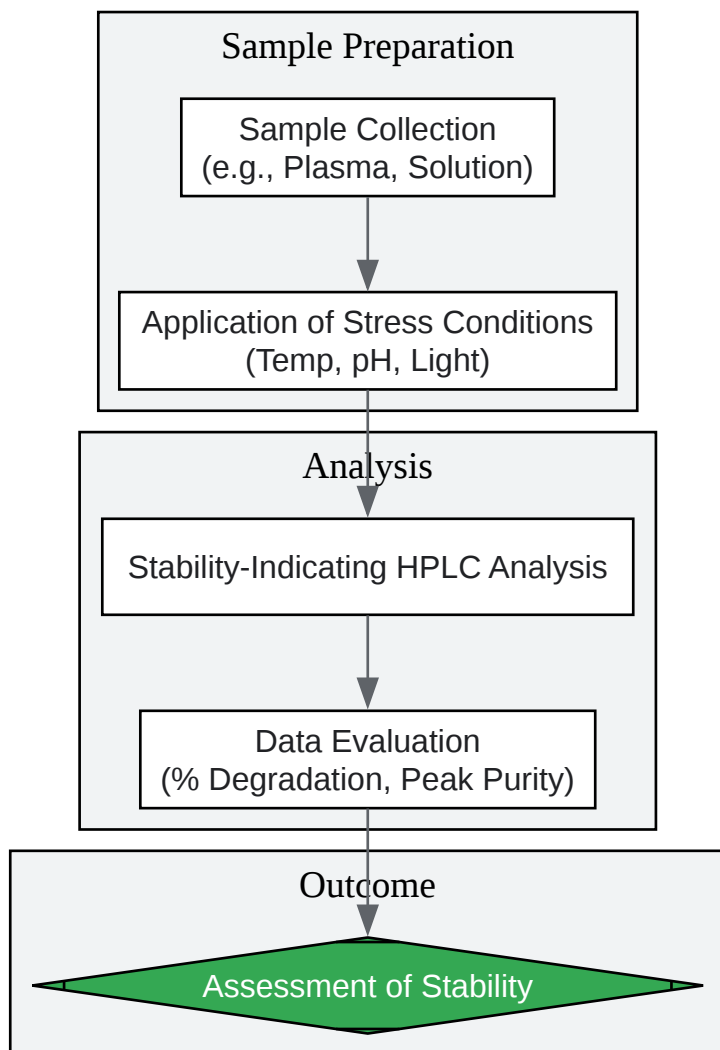 Sample Preparation
Sample Collection
(e.g., Plasma, Solution)
Application of Stress Conditions
(Temp, pH, Light)
Analysis
Stability-Indicating HPLC Analysis
Data Evaluation
(% Degradation, Peak Purity)
Outcome
Assessment of Stability